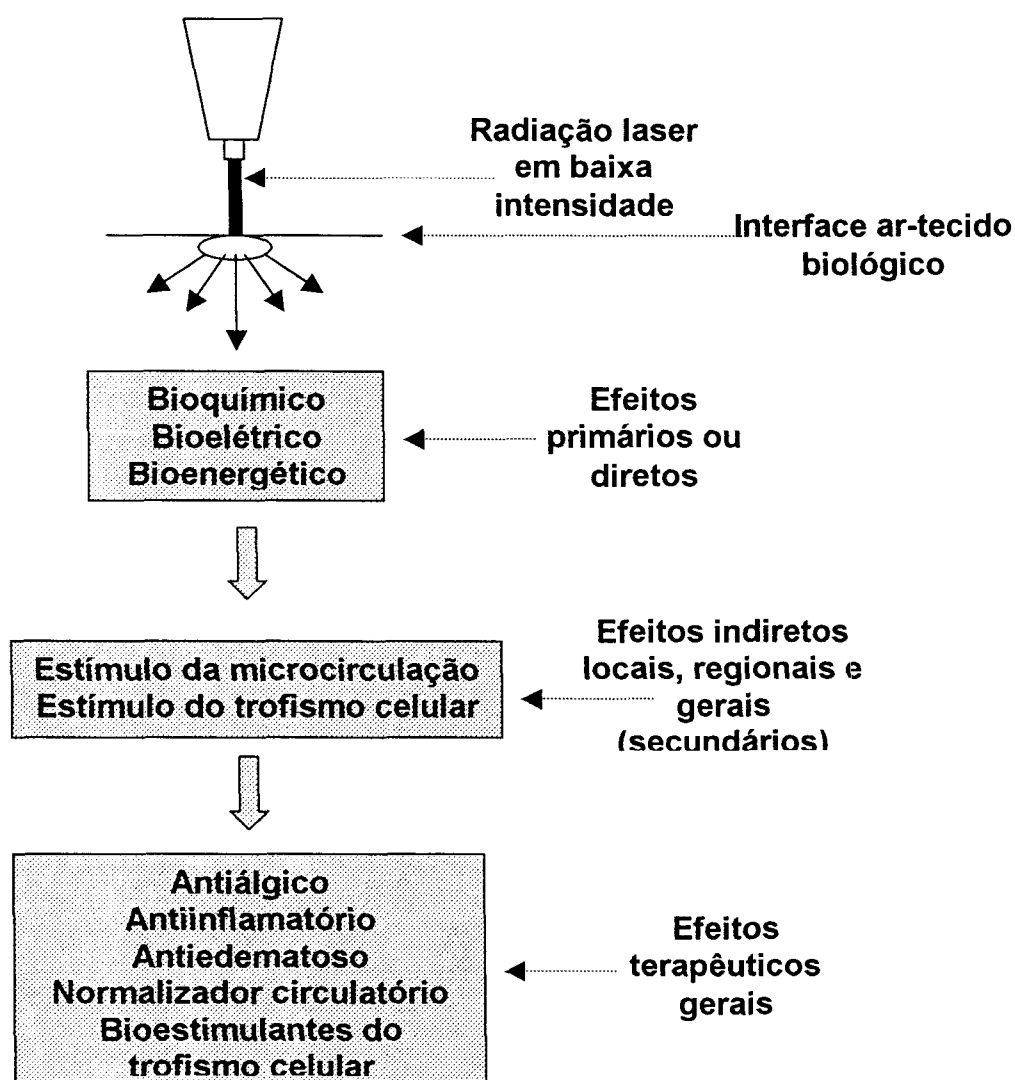 Radiação laser
em baixa
intensidade
Interface ar-tecido
biológico
Bioquímico
Bioelétrico
Bioenergético
Efeitos
primários ou
diretos
Estímulo da microcirculação
Estímulo do trofismo celular
Efeitos indiretos
locais, regionais e
gerais
(secundários)
Antiálgico
Antiinflamatório
Antiedematoso
Normalizador circulatório
Bioestimulantes do
trofismo celular
Efeitos
terapêuticos
gerais